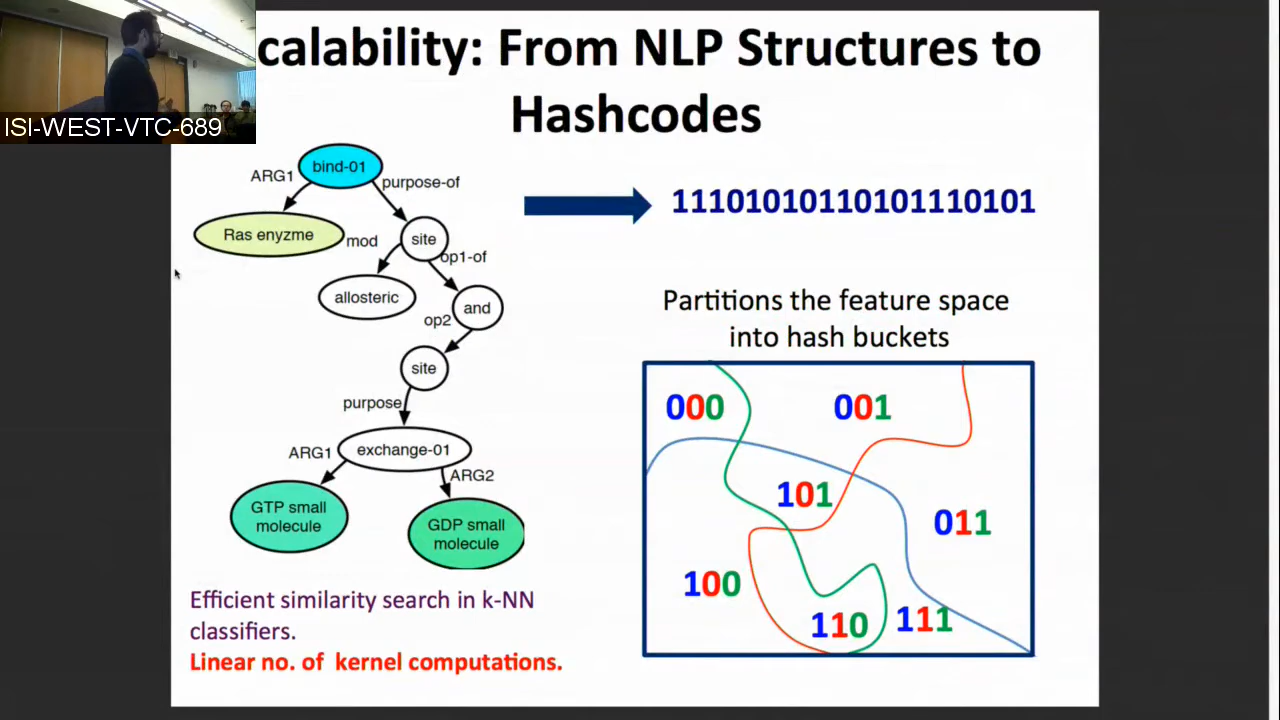 ISI-WEST-VTC-689
calability: From NLP Structures to
Hashcodes
bind-01
ARG1
purpose-of
Ras enyzme
mod
site
op1-of
allosteric
and
op2
site
purpose
ARG1
exchange-01
ARG2
GTP small
molecule
GDP small
molecule
Efficient similarity search in k-NN
classifiers.
Linear no. of kernel computations.
11101010110101110101
Partitions the feature space
into hash buckets
000
001
101
011
100
110
111